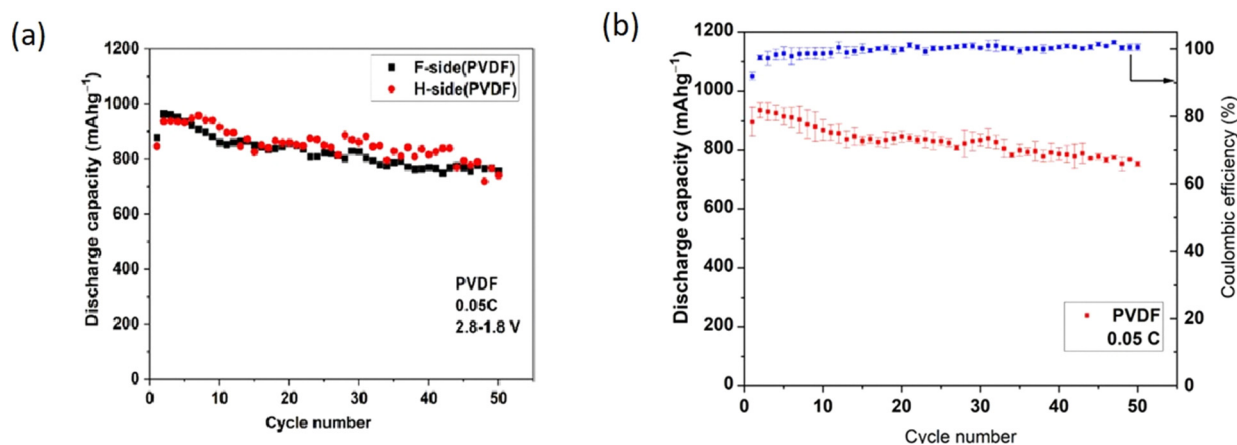 (a)
1200
1000
800
600
400
200
0
Discharge capacity (mAhg⁻¹)
F-side(PVDF)
H-side(PVDF)
PVDF
0.05C
2.8-1.8 V
0 10 20 30 40 50
Cycle number
(b)
1200
1000
800
600
400
200
0
Discharge capacity (mAhg⁻¹)
PVDF
0.05 C
100
80
60
40
20
0
Coulombic efficiency (%)
0 10 20 30 40 50
Cycle number